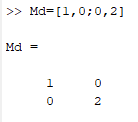 >> Md=[1,0;0,2]
Md =
1 0
0 2